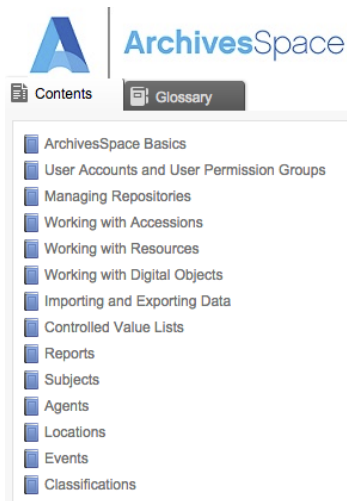 ArchivesSpace
Contents
Glossary
ArchivesSpace Basics
User Accounts and User Permission Groups
Managing Repositories
Working with Accessions
Working with Resources
Working with Digital Objects
Importing and Exporting Data
Controlled Value Lists
Reports
Subjects
Agents
Locations
Events
Classifications